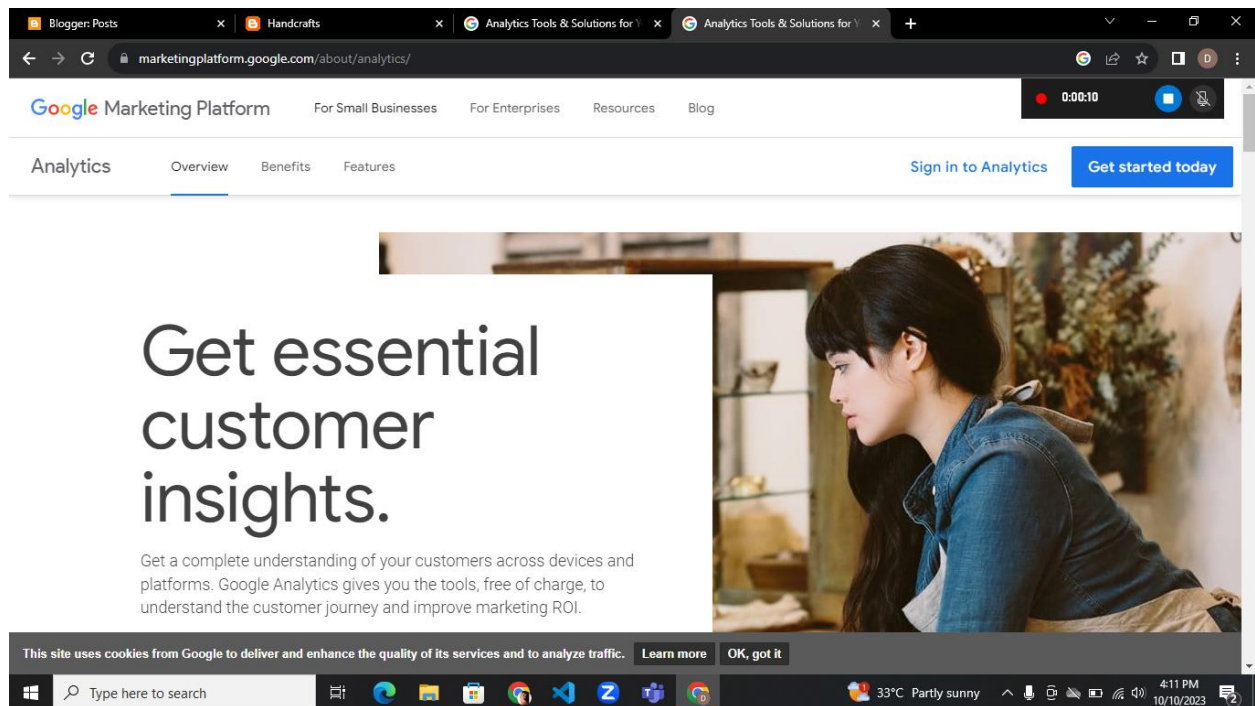 Blogger: Posts
Handcrafts
Analytics Tools & Solutions for Y
Analytics Tools & Solutions for Y
marketingplatform.google.com/about/analytics/
D
Google Marketing Platform
For Small Businesses
For Enterprises
Resources
Blog
0:00:10
Analytics
Overview
Benefits
Features
Sign in to Analytics
Get started today
Get essential
customer
insights.
Get a complete understanding of your customers across devices and
platforms. Google Analytics gives you the tools, free of charge, to
understand the customer journey and improve marketing ROI.
This site uses cookies from Google to deliver and enhance the quality of its services and to analyze traffic.
Learn more
OK, got it
Type here to search
33°C Partly sunny
4:11 PM
10/10/2023
2